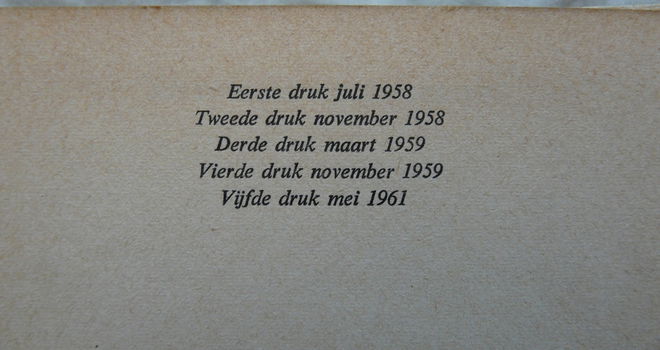 Eerste druk juli 1958
Tweede druk november 1958
Derde druk maart 1959
Vierde druk november 1959
Vijfde druk mei 1961